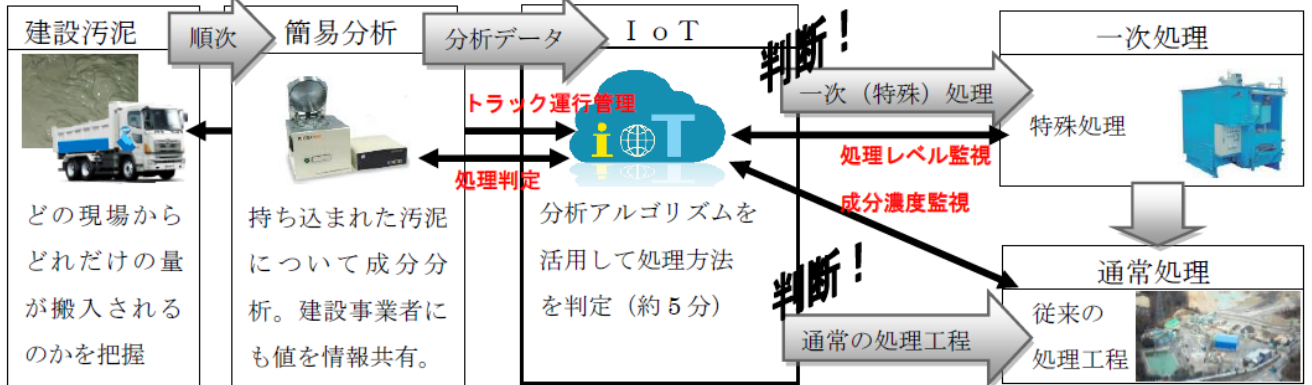 建設汚泥
順次
簡易分析
分析データ
ＩｏＴ
判断！
一次処理
一次（特殊）処理
特殊処理
トラック運行管理
処理判定
ioT
処理レベル監視
成分濃度監視
どの現場から
どれだけの量
が搬入される
のかを把握
持ち込まれた汚泥
について成分分
析。建設事業者に
も値を情報共有。
分析アルゴリズムを
活用して処理方法
を判定（約５分）
判断！
通常の処理工程
通常処理
従来の
処理工程